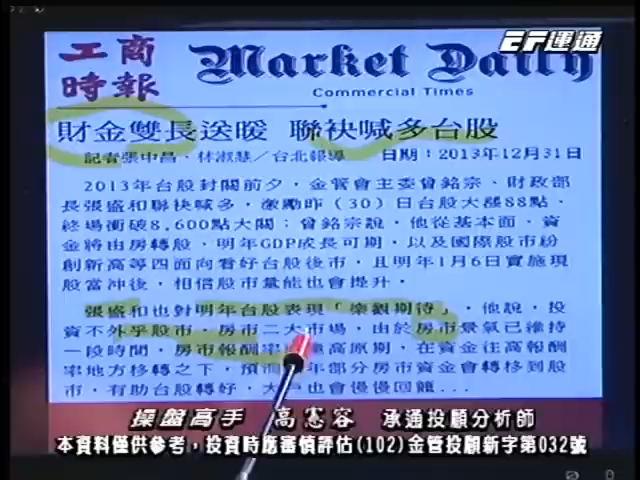 EF運通
工商時報
Market Daily
Commercial Times
財金雙長送暖 聯袂喊多台股
記者張中昌、林淑慧／台北報導 日期：2013年12月31日
2013年台股封關前夕，金管會主委曾銘宗、財政部
長張盛和聯袂喊多，激勵昨（30）日台股大漲88點，
終場衝破8,600點大關；曾銘宗說，他從基本面、資
金將由房轉股、明年GDP成長可期，以及國際股市紛
創新高等四面向看好台股後市，且明年1月6日實施現
股當沖後，相信股市量能也會提升。
張盛和也對明年台股表現「樂觀期待」，他說，投
資不外乎股市、房市二大市場，由於房市景氣已維持
一段時間，房市報酬率 高原期，在資金往高報酬
率地方移轉之下，預 年部分房市資金會轉移到股
市，有助台股轉好，大 也會慢慢回籠...
操盤高手 高憲容 承通投顧分析師
本資料僅供參考，投資時應審慎評估(102)金管投顧新字第032號